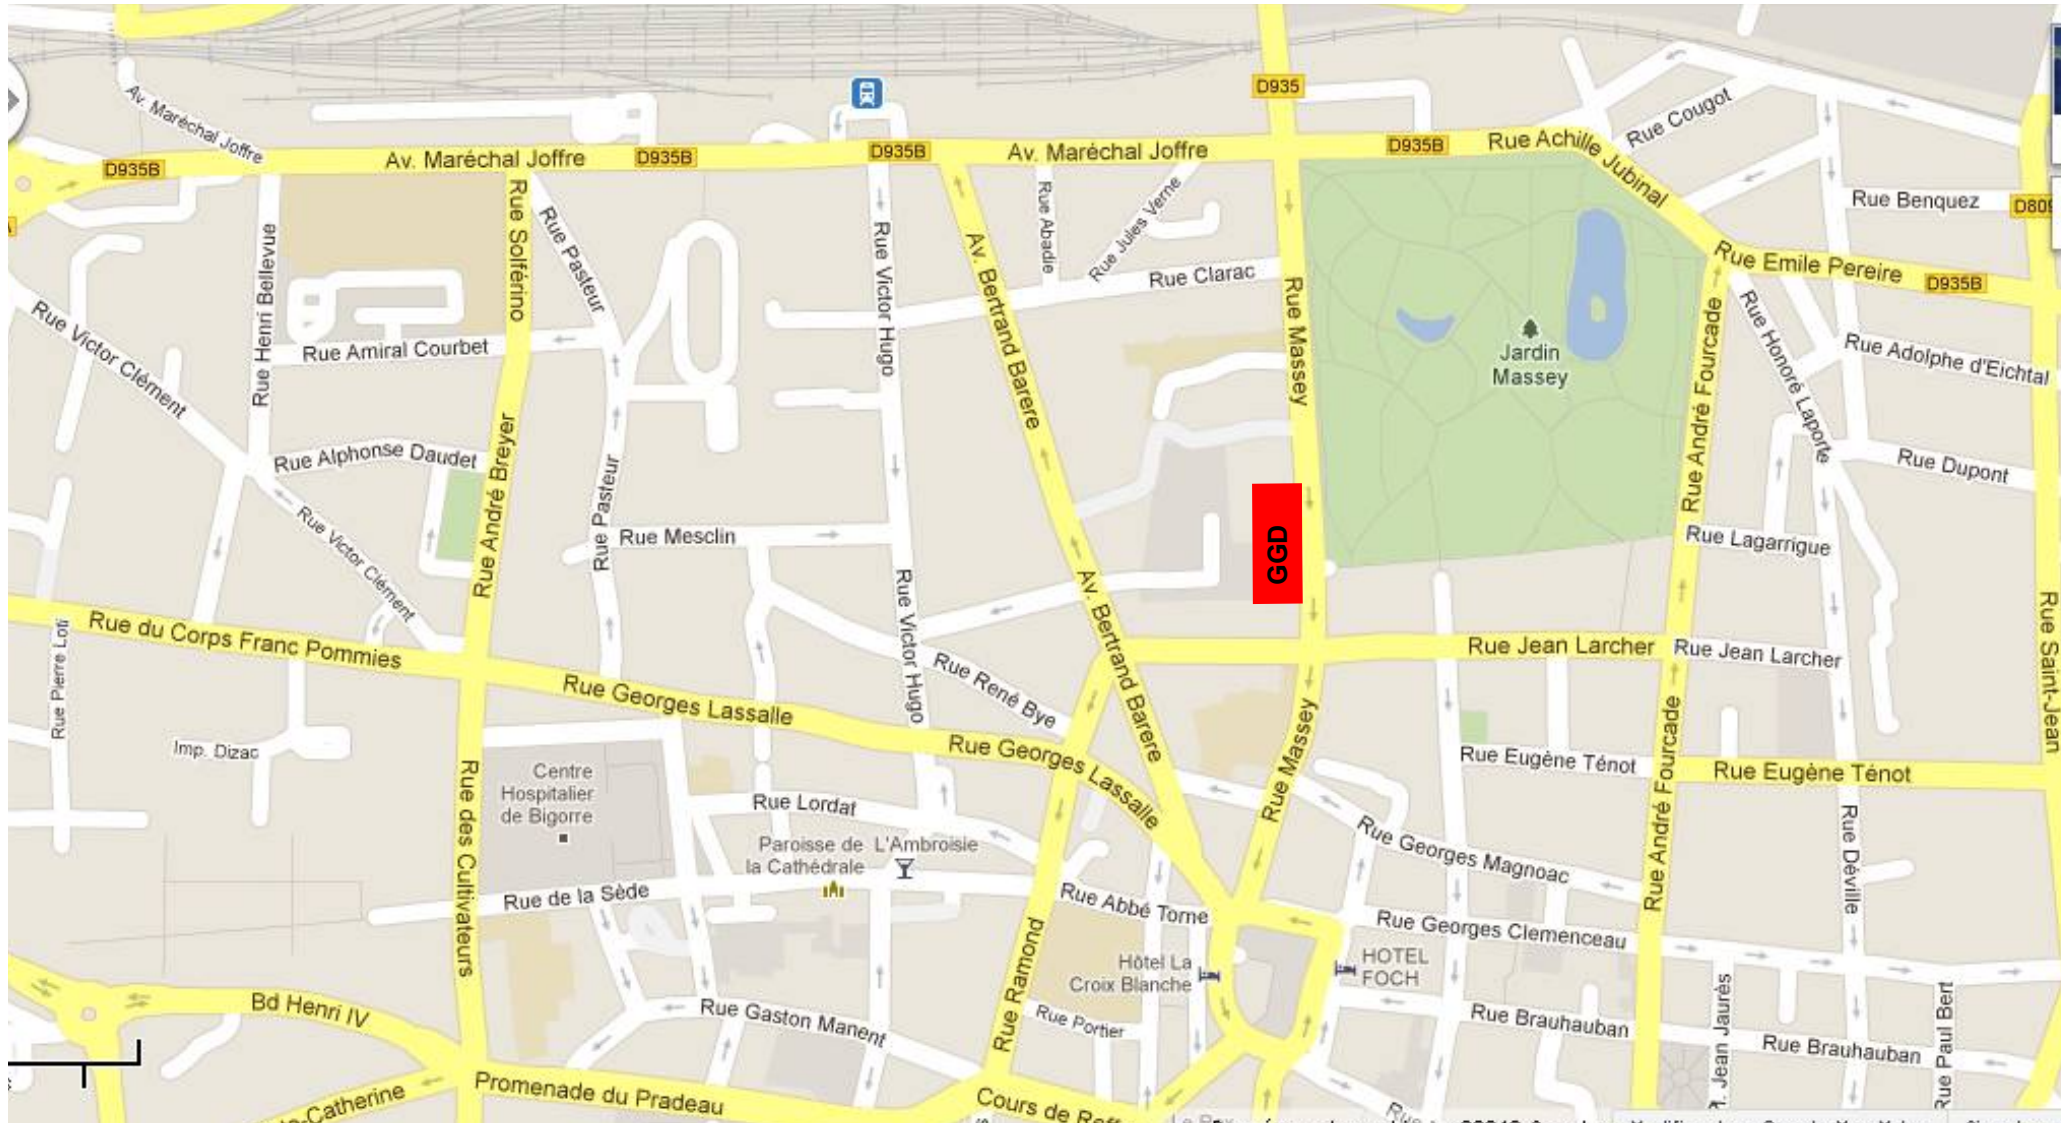 D935
Av. Maréchal Joffre
D935B
Av. Maréchal Joffre
D935B
D935B
Av. Maréchal Joffre
D935B
Rue Achille Jubinal
Rue Cougot
Rue Benquez
Rue Solférino
Rue Pasteur
Rue Victor Hugo
Av. Bertrand Barere
Rue Abadie
Rue Jules Verne
Rue Clarac
Rue Massey
Rue Emile Pereire
D935B
Rue Henri Bellevue
Rue Victor Clément
Rue Amiral Courbet
Jardin
Massey
Rue André Fourcade
Rue Honoré Laporte
Rue Adolphe d'Eichtal
Rue Alphonse Daudet
Rue André Breyer
Rue Pasteur
Rue Dupont
Rue Victor Clément
Rue Mesclin
GGD
Rue Lagarrigue
Rue Pierre Loti
Rue du Corps Franc Pommies
Rue Victor Hugo
Av. Bertrand Barere
Rue Jean Larcher
Rue Jean Larcher
Rue Saint-Jean
Rue René Bye
Rue Georges Lassalle
Imp. Dizac
Rue Georges Lassalle
Rue Massey
Rue André Fourcade
Rue Eugène Ténot
Rue Eugène Ténot
Centre
Hospitalier
de Bigorre
Rue des Cultivateurs
Rue Lordat
Rue Déville
Paroisse de
la Cathédrale
L'Ambroisie
Rue Georges Magnoac
Rue de la Sède
Rue Abbé Torne
Rue Georges Clemenceau
Rue Ramond
Hôtel La
Croix Blanche
HOTEL
FOCH
Bd Henri IV
Rue Gaston Manent
Rue Portier
Rue Brauhauban
Rue Brauhauban
Jean Jaurès
Rue Paul Bert
Promenade du Pradeau